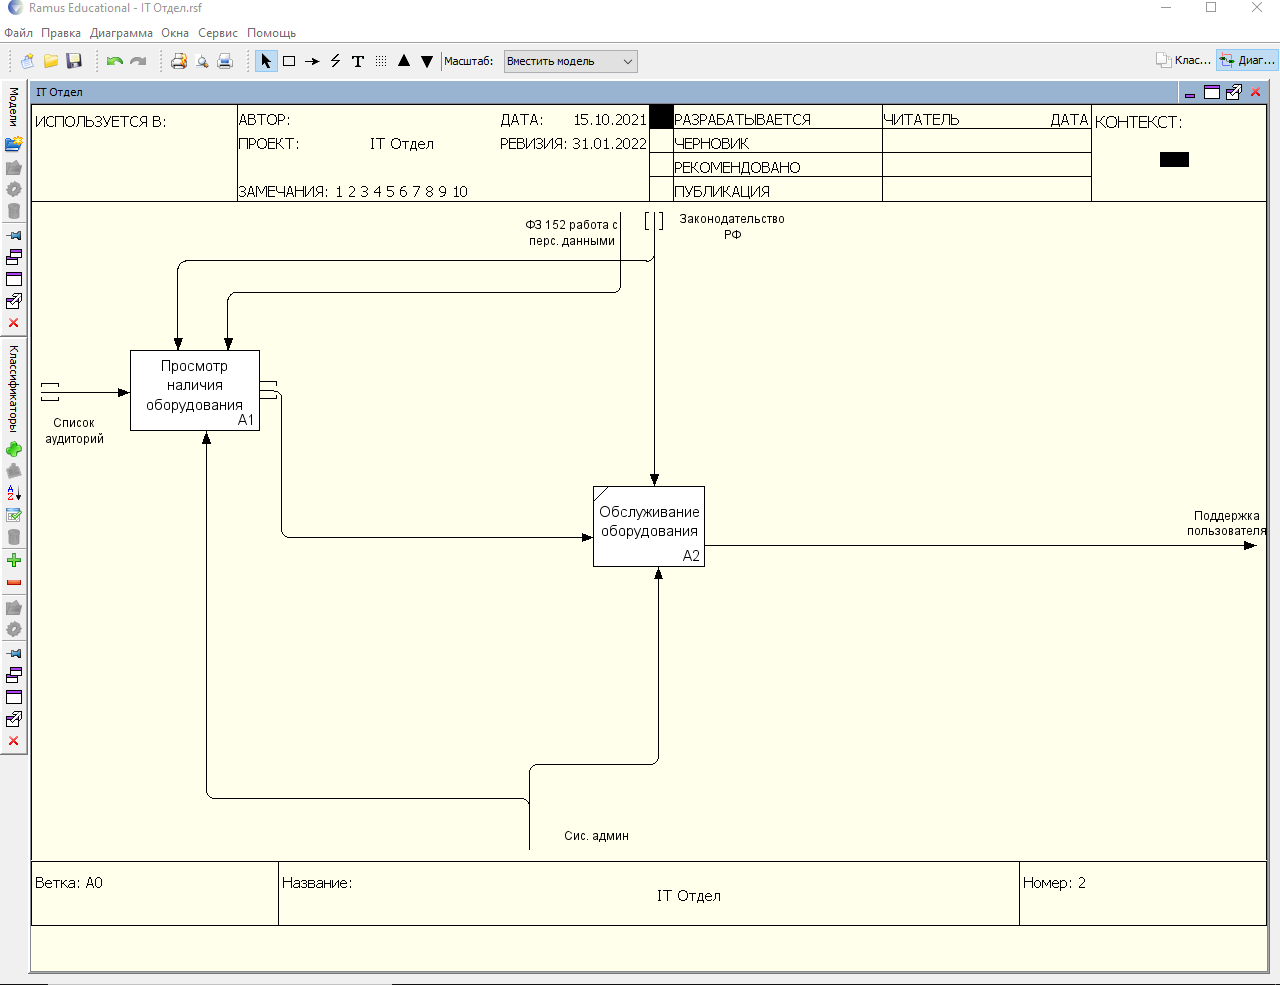 Ramus Educational - IT Отдел.rsf
Файл Правка Диаграмма Окна Сервис Помощь
Масштаб: Вместить модель
Клас... Диаг...
Модели
Классификаторы
IT Отдел
ИСПОЛЬЗУЕТСЯ В:
АВТОР: ДАТА: 15.10.2021
ПРОЕКТ: IT Отдел РЕВИЗИЯ: 31.01.2022
ЗАМЕЧАНИЯ: 1 2 3 4 5 6 7 8 9 10
РАЗРАБАТЫВАЕТСЯ
ЧЕРНОВИК
РЕКОМЕНДОВАНО
ПУБЛИКАЦИЯ
ЧИТАТЕЛЬ ДАТА
КОНТЕКСТ:
ФЗ 152 работа с
перс. данными
Законодательство
РФ
Просмотр
наличия
оборудования
A1
Список
аудиторий
Обслуживание
оборудования
A2
Поддержка
пользователя
Сис. админ
Ветка: A0
Название:
IT Отдел
Номер: 2